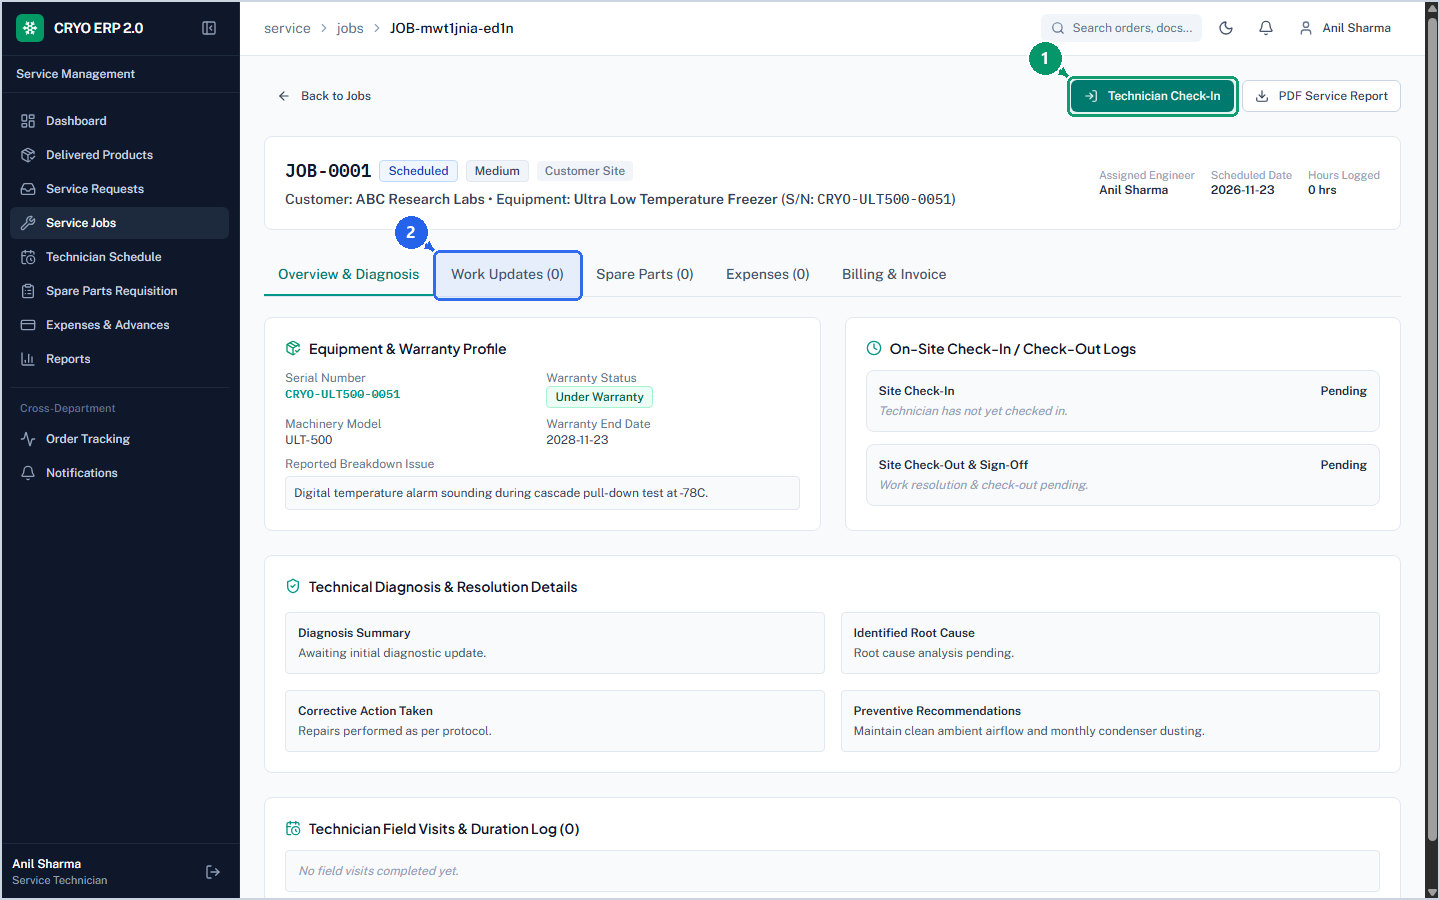 CRYO ERP 2.0
service > jobs > JOB-mwt1jnia-ed1n
Search orders, docs...
Anil Sharma
Service Management
Dashboard
Delivered Products
Service Requests
Service Jobs
Technician Schedule
Spare Parts Requisition
Expenses & Advances
Reports
Cross-Department
Order Tracking
Notifications
Anil Sharma
Service Technician
1
Back to Jobs
Technician Check-In
PDF Service Report
JOB-0001 Scheduled Medium Customer Site
Customer: ABC Research Labs • Equipment: Ultra Low Temperature Freezer (S/N: CRYO-ULT500-0051)
Assigned Engineer Scheduled Date Hours Logged
Anil Sharma 2026-11-23 0 hrs
2
Overview & Diagnosis Work Updates (0) Spare Parts (0) Expenses (0) Billing & Invoice
Equipment & Warranty Profile
Serial Number Warranty Status
CRYO-ULT500-0051 Under Warranty
Machinery Model Warranty End Date
ULT-500 2028-11-23
Reported Breakdown Issue
Digital temperature alarm sounding during cascade pull-down test at -78C.
On-Site Check-In / Check-Out Logs
Site Check-In Pending
Technician has not yet checked in.
Site Check-Out & Sign-Off Pending
Work resolution & check-out pending.
Technical Diagnosis & Resolution Details
Diagnosis Summary
Awaiting initial diagnostic update.
Identified Root Cause
Root cause analysis pending.
Corrective Action Taken
Repairs performed as per protocol.
Preventive Recommendations
Maintain clean ambient airflow and monthly condenser dusting.
Technician Field Visits & Duration Log (0)
No field visits completed yet.